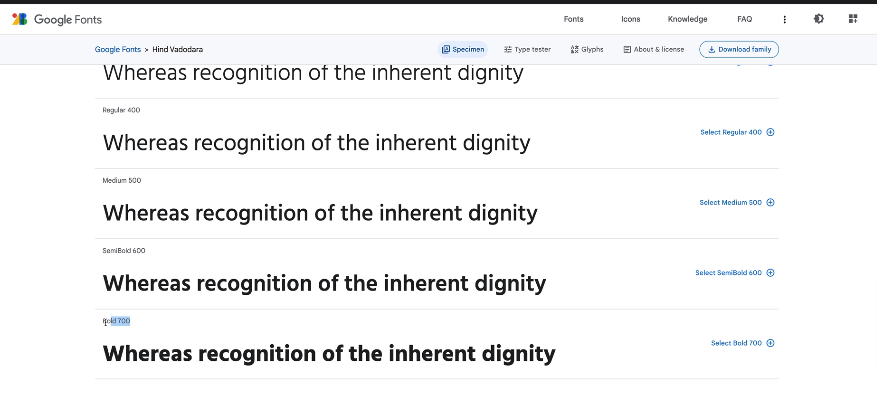 Google Fonts
Fonts
Icons
Knowledge
FAQ
Google Fonts > Hind Vadodara
Specimen
Type tester
Glyphs
About & license
Download family
Whereas recognition of the inherent dignity
Regular 400
Whereas recognition of the inherent dignity
Select Regular 400
Medium 500
Whereas recognition of the inherent dignity
Select Medium 500
SemiBold 600
Whereas recognition of the inherent dignity
Select SemiBold 600
Bold 700
Whereas recognition of the inherent dignity
Select Bold 700